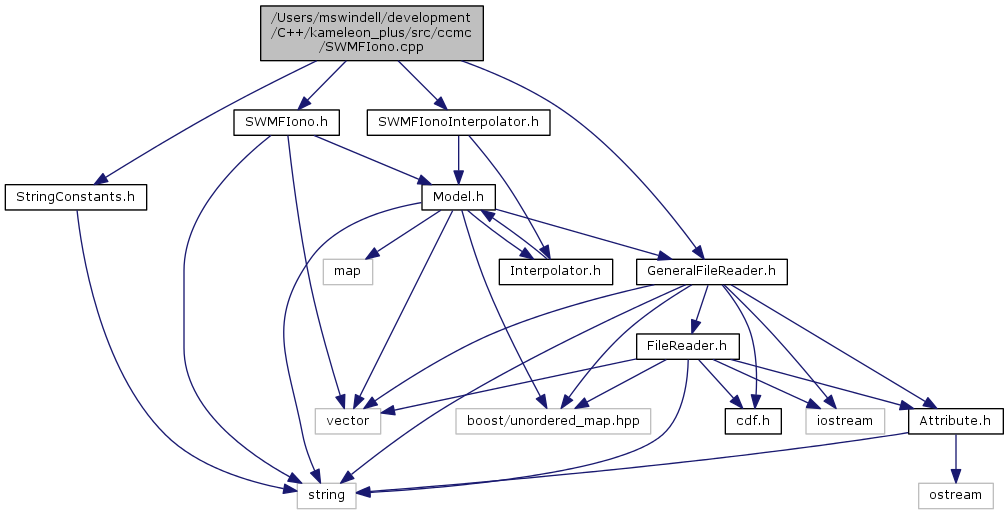 /Users/mswindell/development
/C++/kameleon_plus/src/ccmc
/SWMFIono.cpp
SWMFIono.h
SWMFIonoInterpolator.h
StringConstants.h
Model.h
map
Interpolator.h
GeneralFileReader.h
FileReader.h
vector
boost/unordered_map.hpp
cdf.h
iostream
Attribute.h
string
ostream